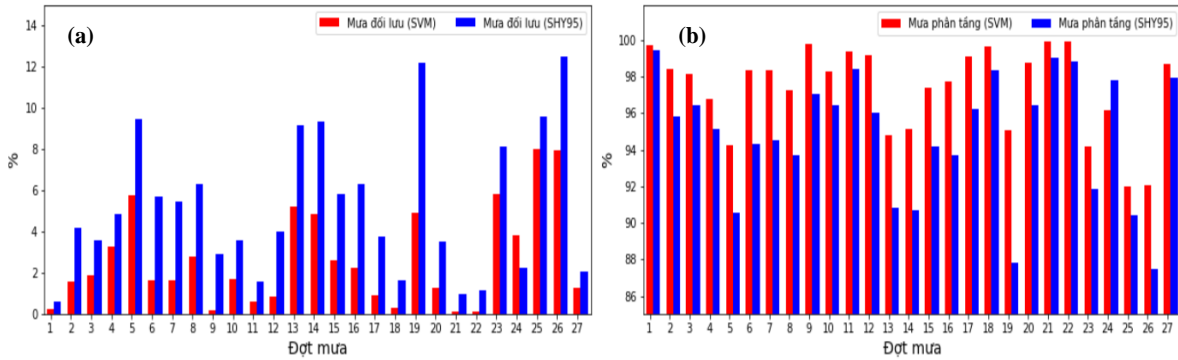 (a)
Mưa đối lưu (SVM) Mưa đối lưu (SHY95)
14
12
10
8
6
4
2
0
%
1 2 3 4 5 6 7 8 9 10 11 12 13 14 15 16 17 18 19 20 21 22 23 24 25 26 27
Đợt mưa
(b)
Mưa phân tầng (SVM) Mưa phân tầng (SHY95)
100
98
96
94
92
90
88
86
%
1 2 3 4 5 6 7 8 9 10 11 12 13 14 15 16 17 18 19 20 21 22 23 24 25 26 27
Đợt mưa